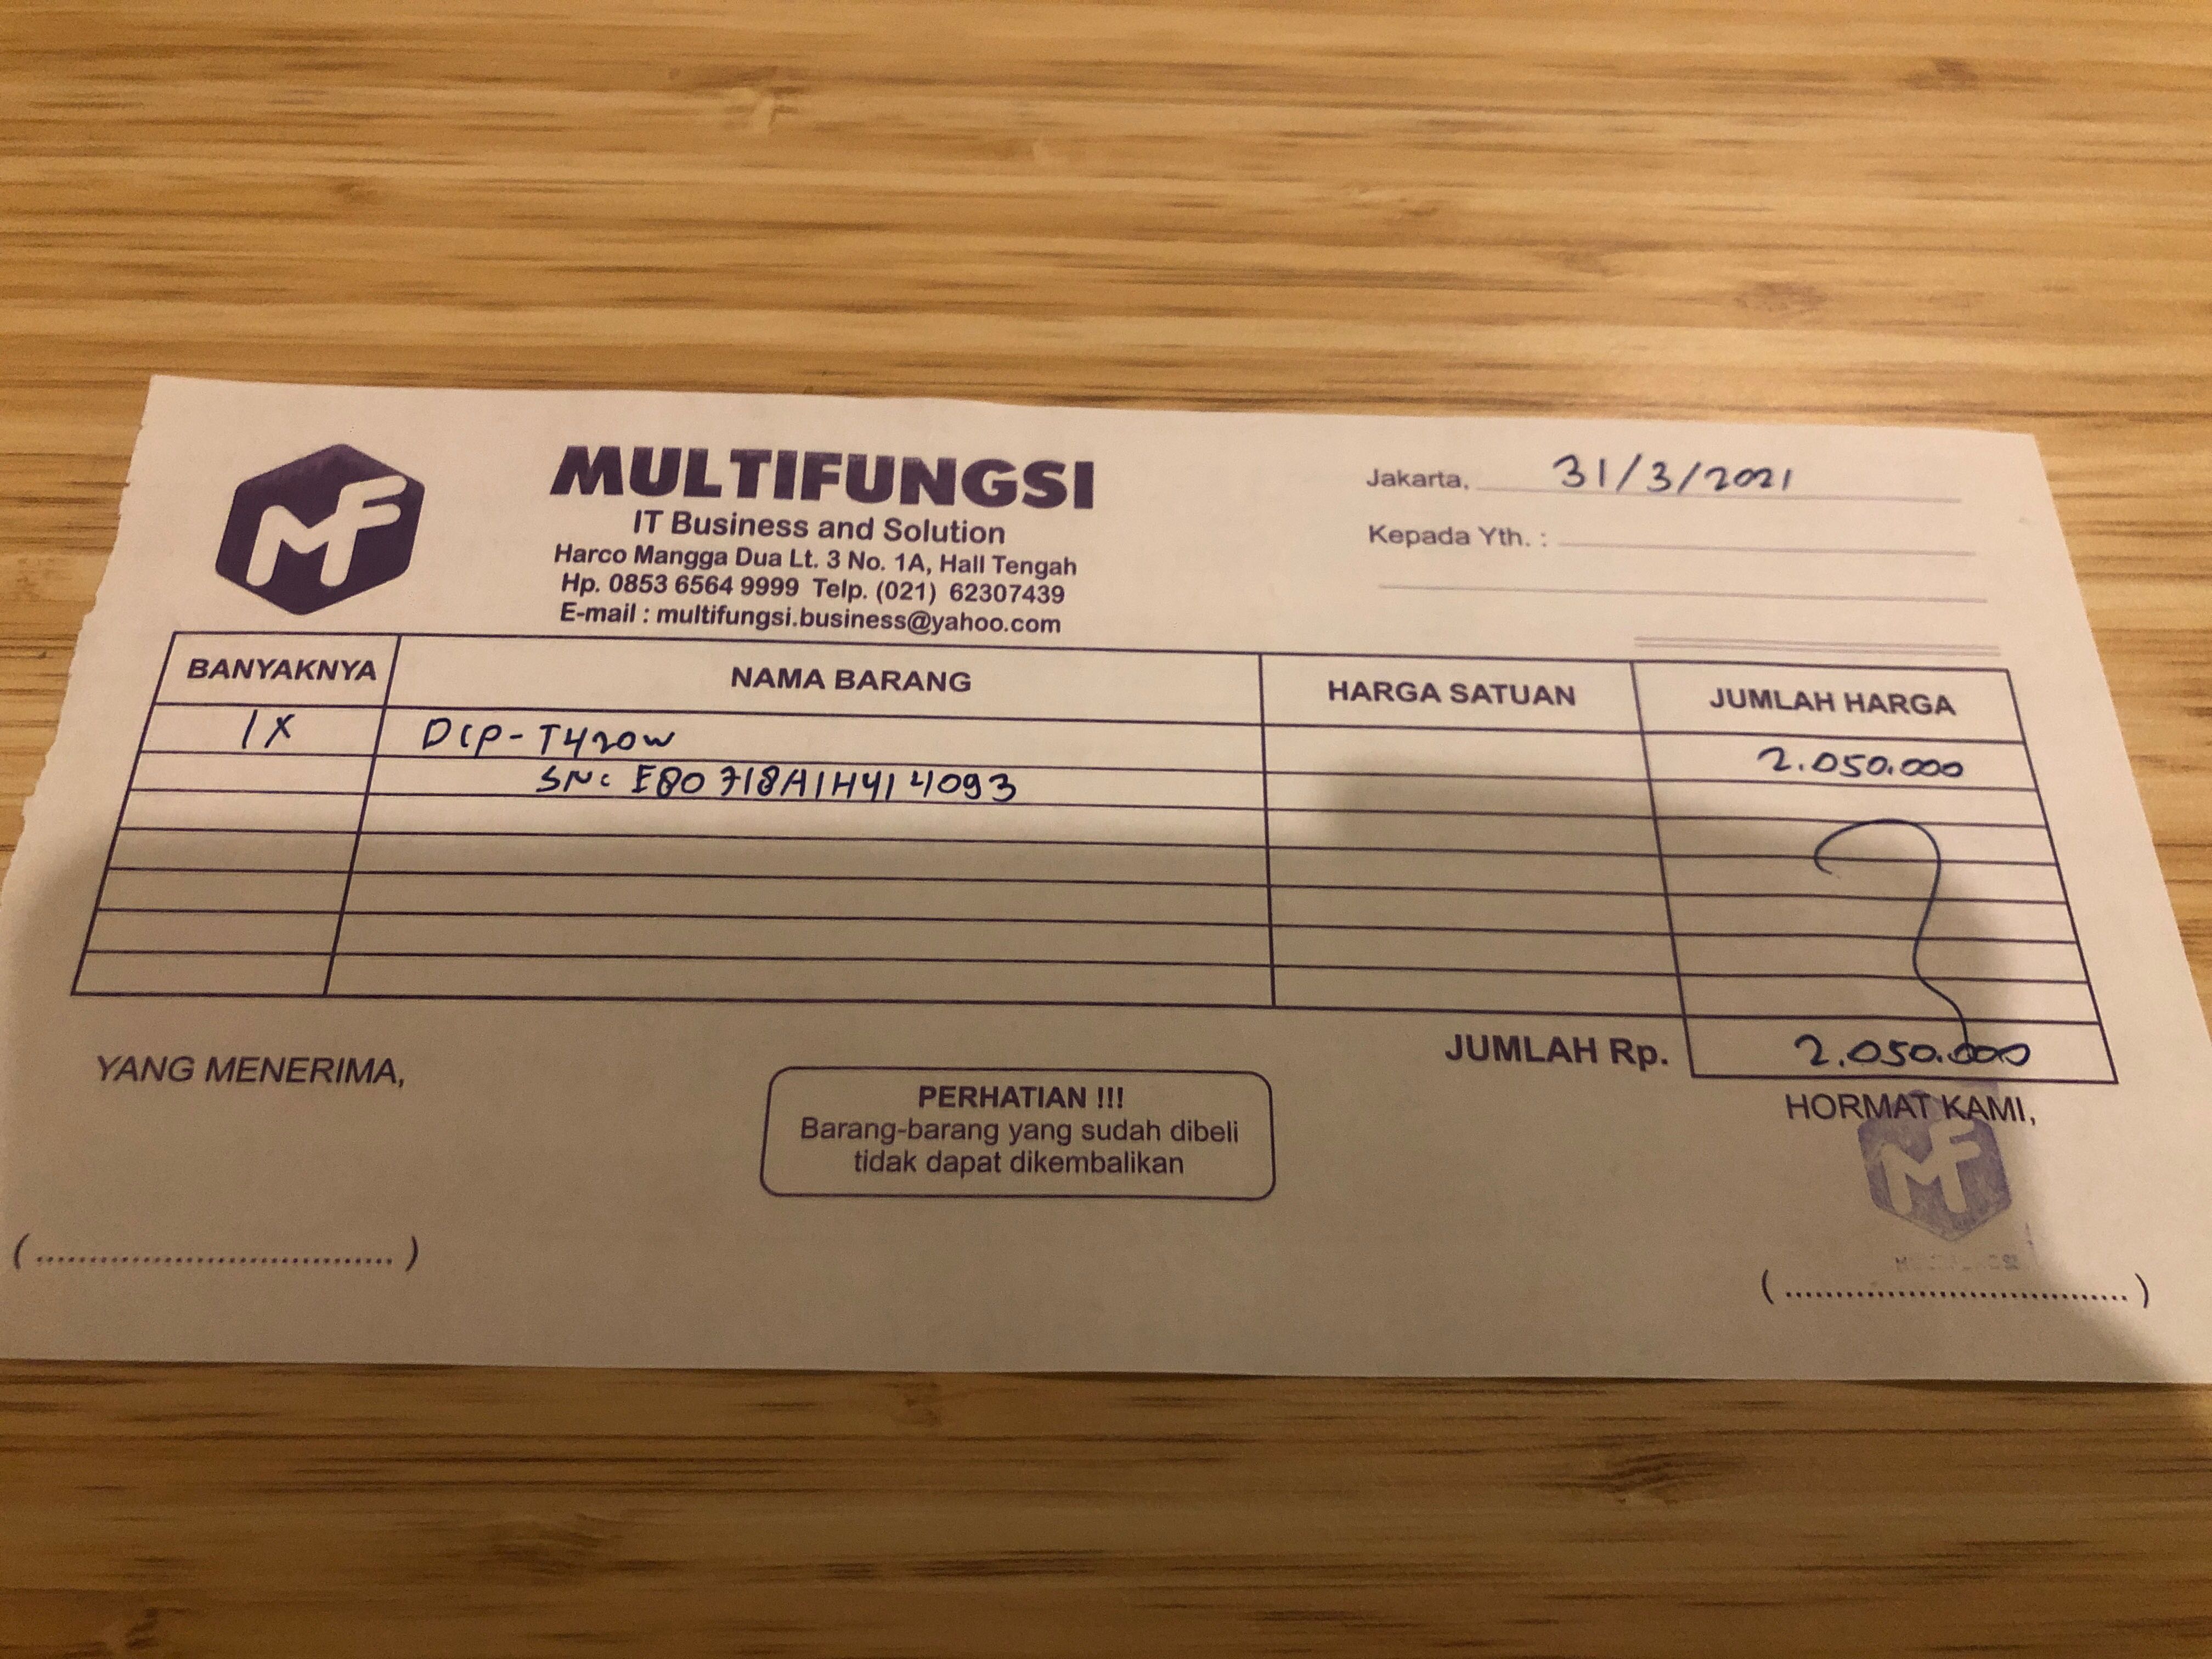 MF
MULTIFUNGSI
IT Business and Solution
Harco Mangga Dua Lt. 3 No. 1A, Hall Tengah
Hp. 0853 6564 9999 Telp. (021) 62307439
E-mail : multifungsi.business@yahoo.com
Jakarta, 31/3/2021
Kepada Yth. :
BANYAKNYA NAMA BARANG HARGA SATUAN JUMLAH HARGA
1X DCP-T420W 2.050.000
SN: E80718A1H414093
JUMLAH Rp. 2.050.000
YANG MENERIMA,
PERHATIAN !!!
Barang-barang yang sudah dibeli
tidak dapat dikembalikan
HORMAT KAMI,
MF
(..................................)
(..................................)